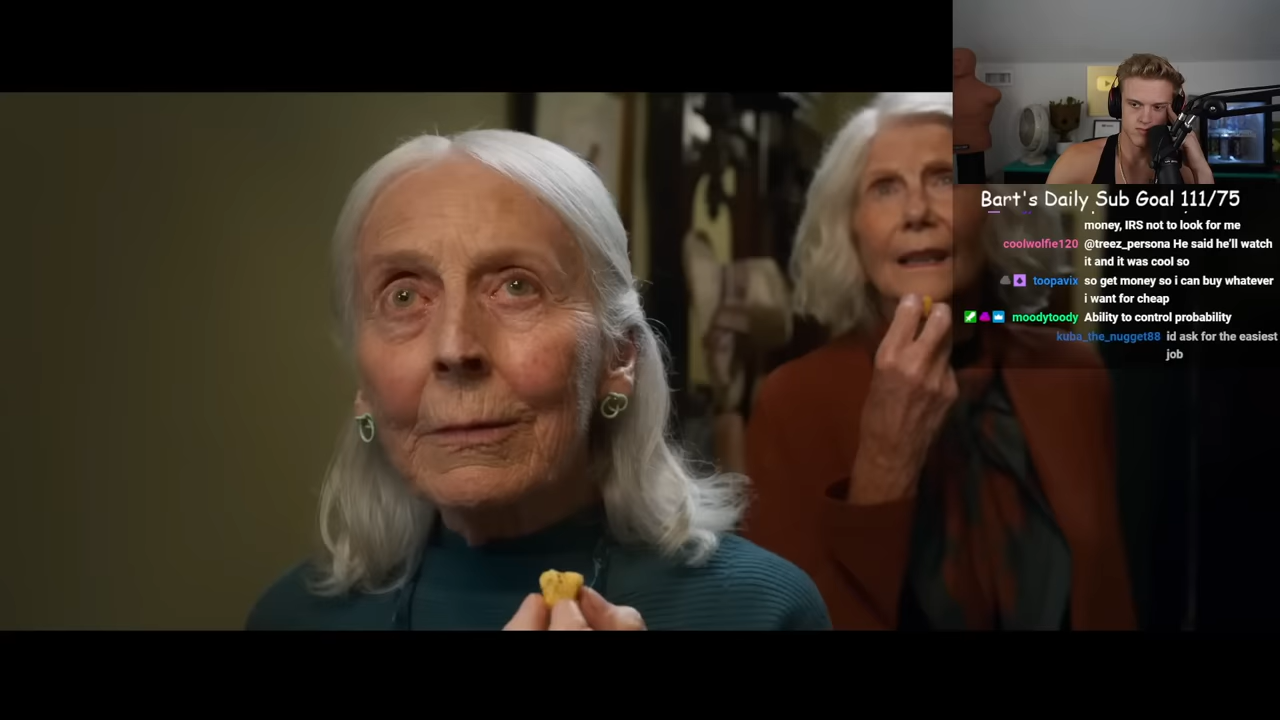 Bart's Daily Sub Goal 111/75
money, IRS not to look for me
coolwolfie120 @treez_persona He said he'll watch
it and it was cool so
toopavix so get money so i can buy whatever
i want for cheap
moodytoody Ability to control probability
kuba_the_nugget88 id ask for the easiest
job